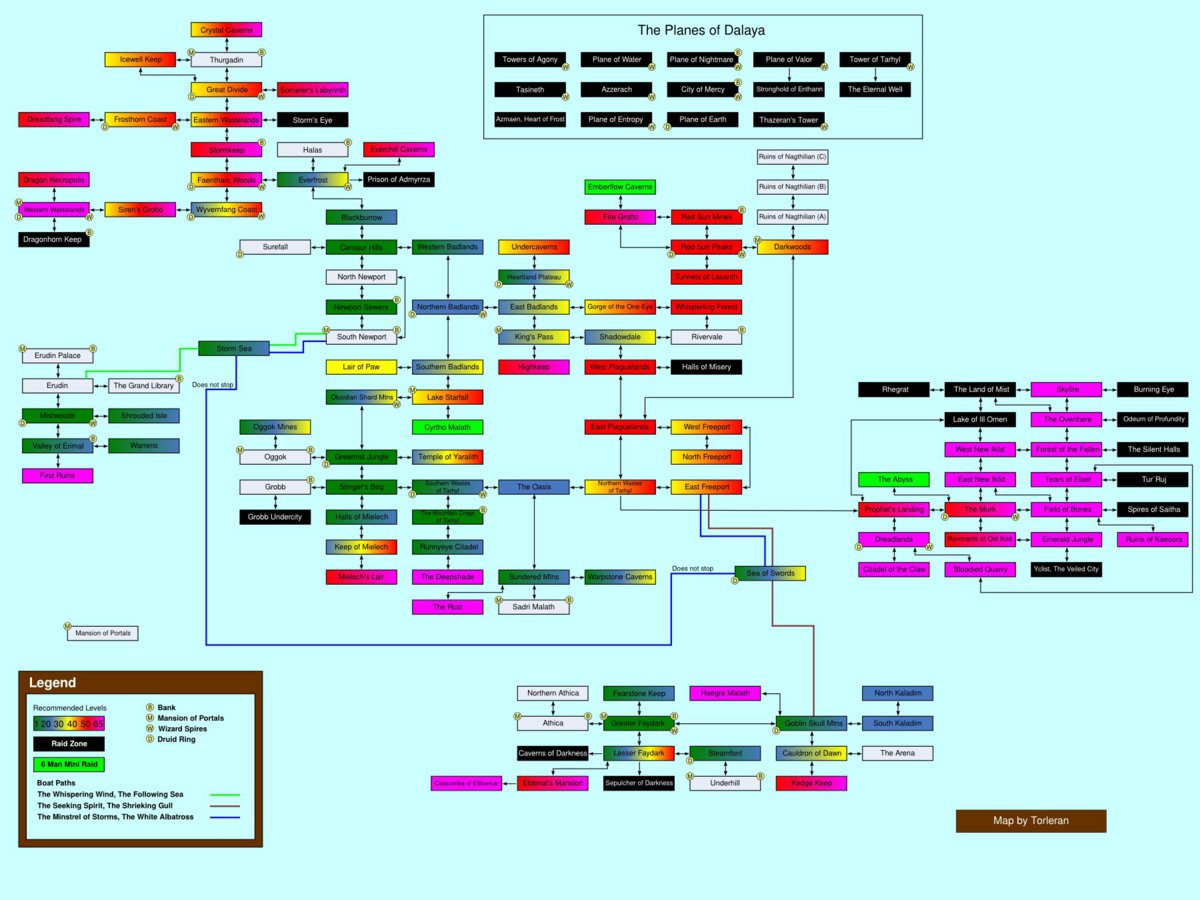 The Planes of Dalaya
Towers of Agony
Plane of Water
Plane of Nightmare
Plane of Valor
Tower of Tarhyl
Tasineth
Azzerach
City of Mercy
Stronghold of Enthann
The Eternal Well
Azmaen, Heart of Frost
Plane of Entropy
Plane of Earth
Thazeran's Tower
Crystal Caverns
Icewell Keep
Thurgadin
Great Divide
Sorcerer's Labyrinth
Dreadfang Spire
Frosthorn Coast
Eastern Wastelands
Storm's Eye
Stormkeep
Halas
Everchill Caverns
Dragon Necropolis
Faentharc Woods
Everfrost
Prison of Admyrrza
Western Wastelands
Siren's Grotto
Wyvernfang Coast
Dragonhorn Keep
Blackburrow
Surefall
Centaur Hills
Western Badlands
North Newport
Newport Sewers
Northern Badlands
South Newport
Storm Sea
Does not stop
Erudin Palace
Erudin
The Grand Library
Mistwoods
Shrouded Isle
Valley of Erimal
Warrens
First Ruins
Ruins of Nagthilian (C)
Ruins of Nagthilian (B)
Ruins of Nagthilian (A)
Emberflow Caverns
Fire Grotto
Red Sun Mines
Undercaverns
Red Sun Peaks
Darkwoods
Heartland Plateau
Tunnels of Lasanth
East Badlands
Gorge of the One-Eye
Whisperling Forest
King's Pass
Shadowdale
Rivervale
Highkeep
West Plaguelands
Halls of Misery
Lair of Paw
Southern Badlands
Obsidian Shard Mtns
Lake Starfall
Cyrtho Malath
Oggok Mines
Oggok
Greemist Jungle
Temple of Yaralith
East Plaguelands
West Freeport
North Freeport
Grobb
Stinger's Bog
Southern Wastes
of Tarhyl
The Oasis
Northern Wastes
of Tarhyl
East Freeport
Grobb Undercity
Halls of Mielech
The Mountain Crags
of Tarhyl
Keep of Mielech
Runnyeye Citadel
Mielech's Lair
The Deepshade
Sundered Mtns
Warpstone Caverns
The Rust
Sadri Malath
Does not stop
Sea of Swords
Rhegrat
The Land of Mist
Skyfire
Burning Eye
Lake of Ill Omen
The Overthere
Odeum of Profundity
West New Iklid
Forest of the Fallen
The Silent Halls
The Abyss
East New Iklid
Tears of Elael
Tur'Ruj
Prophet's Landing
The Murk
Field of Bones
Spires of Saitha
Dreadlands
Remnants of Old Iklid
Emerald Jungle
Ruins of Kaesora
Citadel of the Claw
Blooded Quarry
Yclist, The Veiled City
Mansion of Portals
Northern Athica
Fearstone Keep
Haegra Malath
North Kaladim
Athica
Greater Faydark
Goblin Skull Mtns
South Kaladim
Caverns of Darkness
Lesser Faydark
Steamfont
Cauldron of Dawn
The Arena
Ekfenal's Mansion
Sepulcher of Darkness
Underhill
Kedge Keep
Legend
Recommended Levels
1 20 30 40 50 65
Raid Zone
6 Man Mini Raid
B Bank
M Mansion of Portals
W Wizard Spires
D Druid Ring
Boat Paths
The Whispering Wind, The Following Sea
The Seeking Spirit, The Shrieking Gull
The Minstrel of Storms, The White Albatross
Map by Torleran